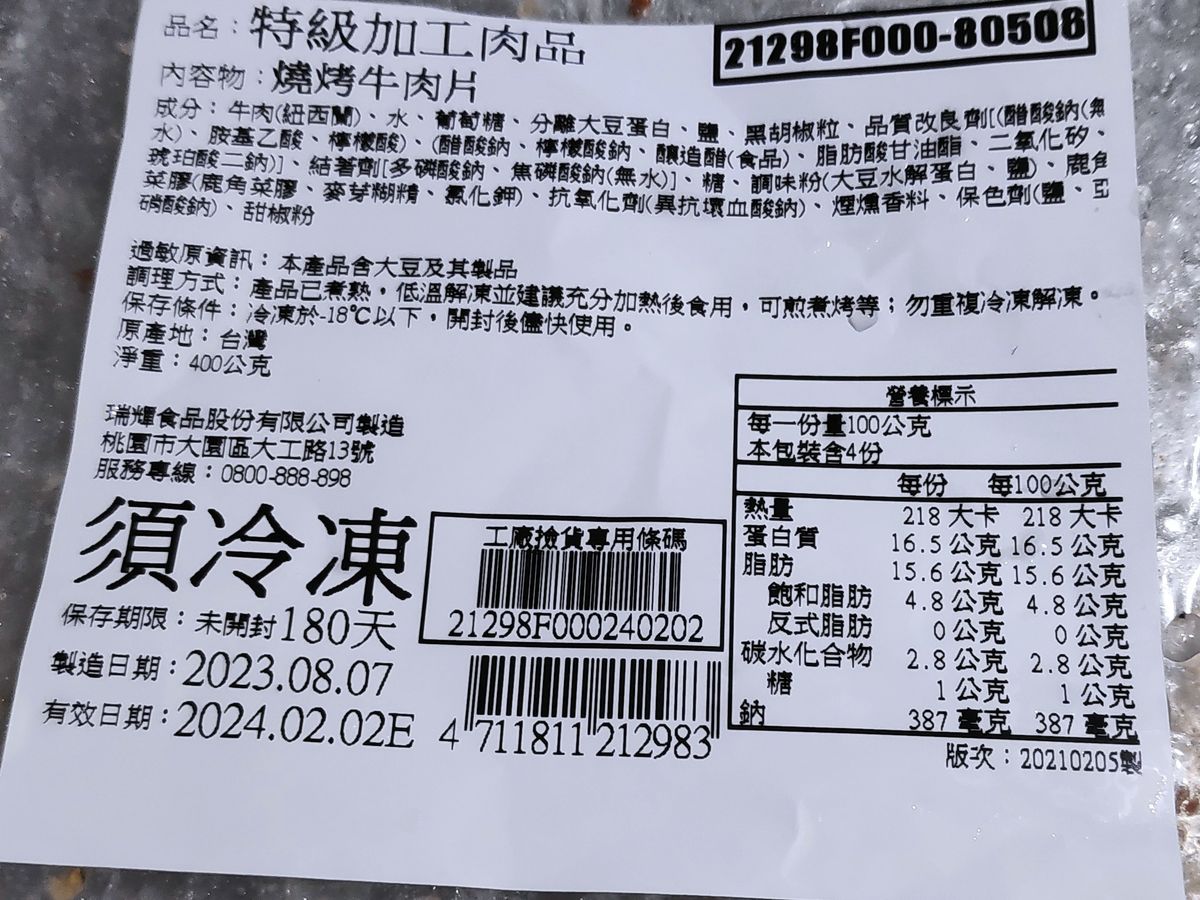 品名：特級加工肉品
21298F000-80508
內容物：燒烤牛肉片
成分：牛肉(紐西蘭)、水、葡萄糖、分離大豆蛋白、鹽、黑胡椒粒、品質改良劑[(醋酸鈉(無
水)、胺基乙酸、檸檬酸)、(醋酸鈉、檸檬酸鈉、釀造醋(食品)、脂肪酸甘油酯、二氧化矽、
琥珀酸二鈉)]、結著劑[多磷酸鈉、焦磷酸鈉(無水)]、糖、調味粉(大豆水解蛋白、鹽)、鹿角
菜膠(鹿角菜膠、麥芽糊精、氯化鉀)、抗氧化劑(異抗壞血酸鈉)、煙燻香料、保色劑(鹽、亞
硝酸鈉)、甜椒粉
過敏原資訊：本產品含大豆及其製品
調理方式：產品已煮熟，低溫解凍並建議充分加熱後食用，可煎煮烤等；勿重複冷凍解凍。
保存條件：冷凍於-18℃以下，開封後儘快使用。
原產地：台灣
淨重：400公克
瑞輝食品股份有限公司製造
桃園市大園區大工路13號
服務專線：0800-888-898
須冷凍
保存期限：未開封180天
製造日期：2023.08.07
有效日期：2024.02.02E
工廠撿貨專用條碼
21298F000240202
4 711811 212983
營養標示
每一份量100公克
本包裝含4份
每份 每100公克
熱量 218 大卡 218 大卡
蛋白質 16.5 公克 16.5 公克
脂肪 15.6 公克 15.6 公克
飽和脂肪 4.8 公克 4.8 公克
反式脂肪 0 公克 0 公克
碳水化合物 2.8 公克 2.8 公克
糖 1 公克 1 公克
鈉 387 毫克 387 毫克
版次：20210205